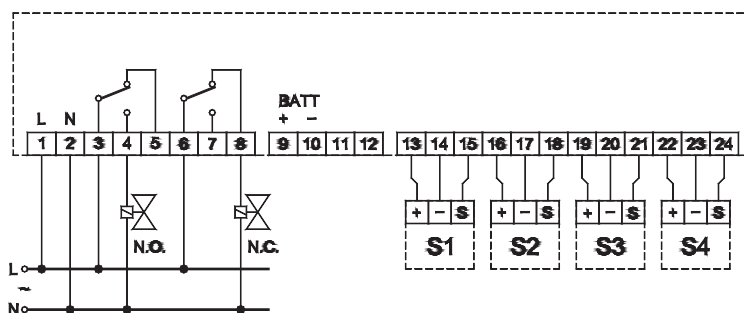 BATT
L N + −
1 2 3 4 5 6 7 8 9 10 11 12 13 14 15 16 17 18 19 20 21 22 23 24
+ − S + − S + − S + − S
N.O. N.C. S1 S2 S3 S4
L
~
N